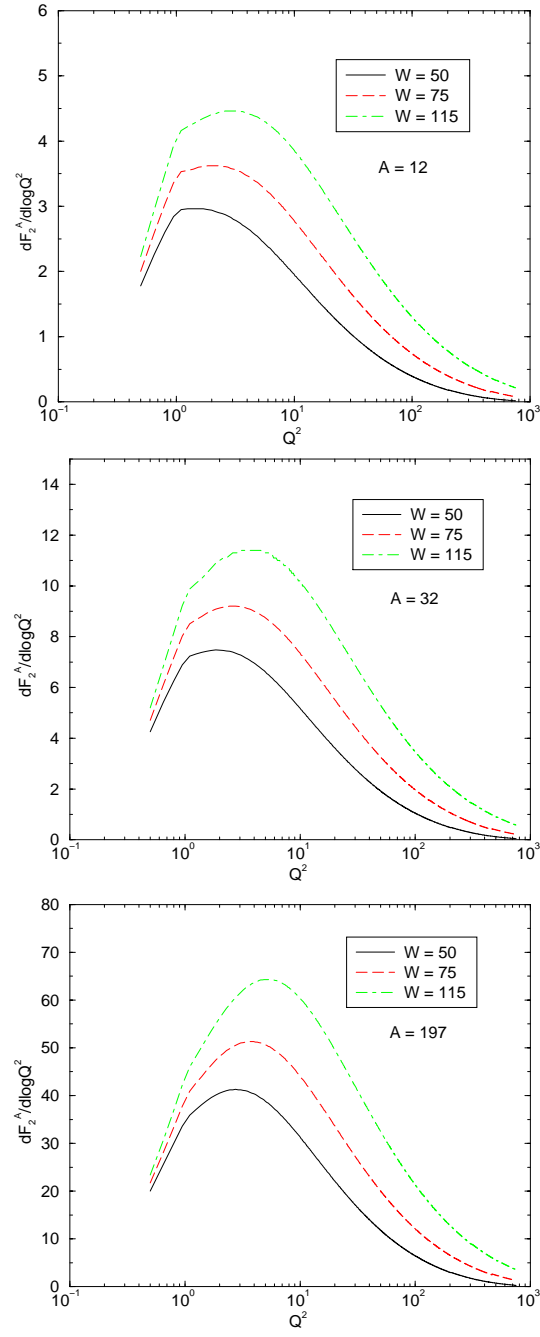 6
5
4
3
2
1
0
dF₂ᴬ/dlogQ²
W = 50
W = 75
W = 115
A = 12
10⁻¹ 10⁰ 10¹ 10² 10³
Q²
14
12
10
8
6
4
2
0
dF₂ᴬ/dlogQ²
W = 50
W = 75
W = 115
A = 32
10⁻¹ 10⁰ 10¹ 10² 10³
Q²
80
70
60
50
40
30
20
10
0
dF₂ᴬ/dlogQ²
W = 50
W = 75
W = 115
A = 197
10⁻¹ 10⁰ 10¹ 10² 10³
Q²